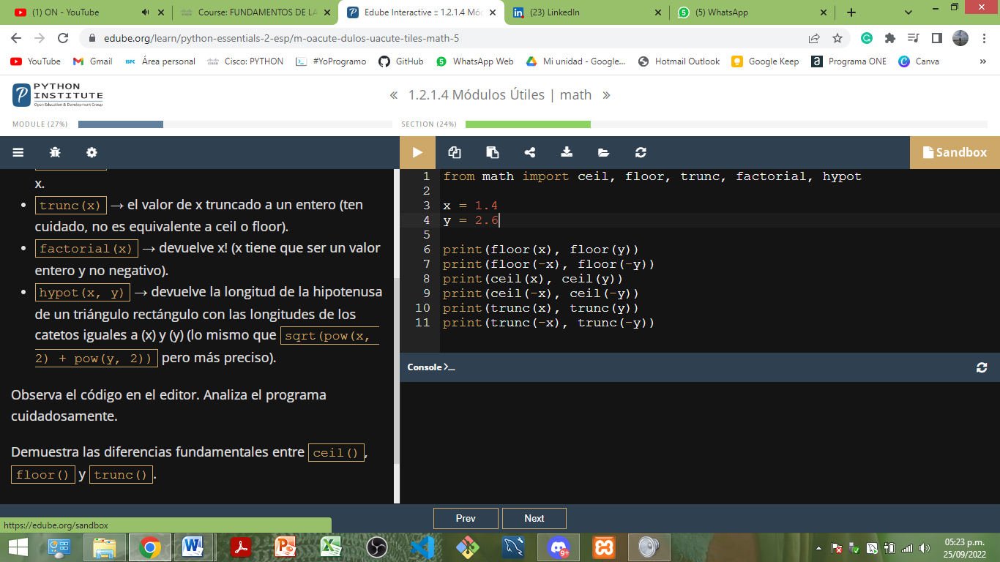 (1) ON - YouTube
Course: FUNDAMENTOS DE LA
Edube Interactive :: 1.2.1.4 Mód
(23) LinkedIn
(5) WhatsApp
edube.org/learn/python-essentials-2-esp/m-oacute-dulos-uacute-tiles-math-5
YouTube
Gmail
ispc Área personal
Cisco: PYTHON
#YoProgramo
GitHub
WhatsApp Web
Mi unidad - Google...
Hotmail Outlook
Google Keep
Programa ONE
Canva
PYTHON
INSTITUTE
Open Education & Development Group
« 1.2.1.4 Módulos Útiles | math »
MODULE (27%)
SECTION (24%)
Sandbox
x.
• trunc(x) → el valor de x truncado a un entero (ten
cuidado, no es equivalente a ceil o floor).
• factorial(x) → devuelve x! (x tiene que ser un valor
entero y no negativo).
• hypot(x, y) → devuelve la longitud de la hipotenusa
de un triángulo rectángulo con las longitudes de los
catetos iguales a (x) y (y) (lo mismo que sqrt(pow(x,
2) + pow(y, 2)) pero más preciso).
Observa el código en el editor. Analiza el programa
cuidadosamente.
Demuestra las diferencias fundamentales entre ceil(),
floor() y trunc().
1 from math import ceil, floor, trunc, factorial, hypot
2
3 x = 1.4
4 y = 2.6
5
6 print(floor(x), floor(y))
7 print(floor(-x), floor(-y))
8 print(ceil(x), ceil(y))
9 print(ceil(-x), ceil(-y))
10 print(trunc(x), trunc(y))
11 print(trunc(-x), trunc(-y))
Console >_
Prev
Next
https://edube.org/sandbox
9+
05:23 p.m.
25/09/2022